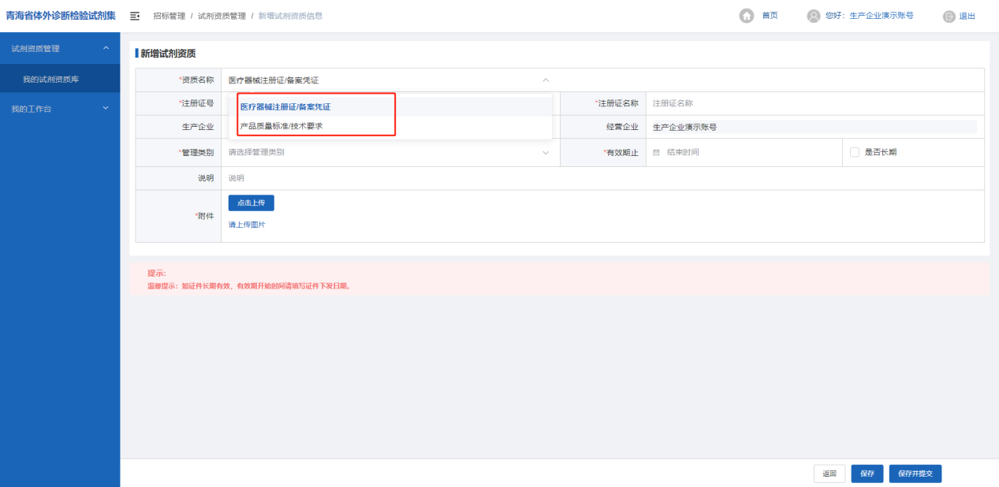 青海省体外诊断检验试剂集
招标管理 / 试剂资质管理 / 新增试剂资质信息
首页
您好：生产企业演示账号
退出
试剂资质管理
我的试剂资质库
我的工作台
新增试剂资质
*资质名称
医疗器械注册证/备案凭证
*注册证号
医疗器械注册证/备案凭证
产品质量标准/技术要求
*注册证名称
注册证名称
生产企业
经营企业
生产企业演示账号
*管理类别
请选择管理类别
*有效期止
结束时间
是否长期
说明
说明
*附件
点击上传
请上传图片
提示：
温馨提示：如证件长期有效，有效期开始时间请填写证件下发日期。
返回
保存
保存并提交